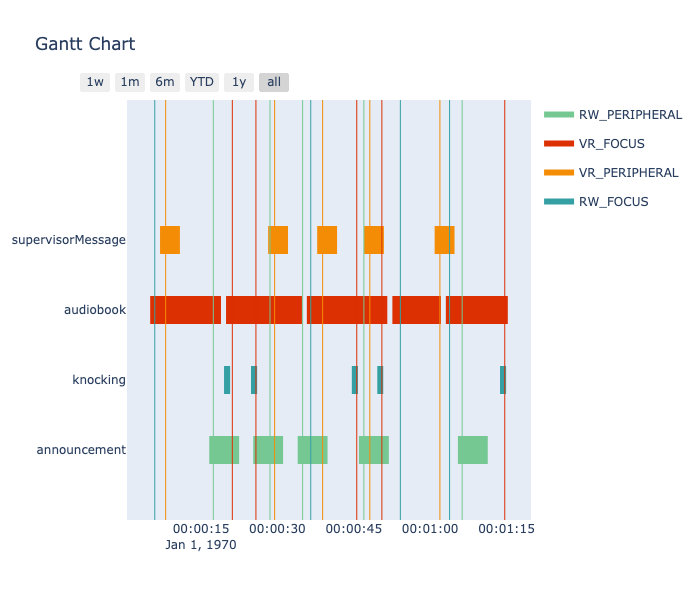 Gantt Chart
1w 1m 6m YTD 1y all
RW_PERIPHERAL
VR_FOCUS
VR_PERIPHERAL
RW_FOCUS
supervisorMessage
audiobook
knocking
announcement
00:00:15 00:00:30 00:00:45 00:01:00 00:01:15
Jan 1, 1970